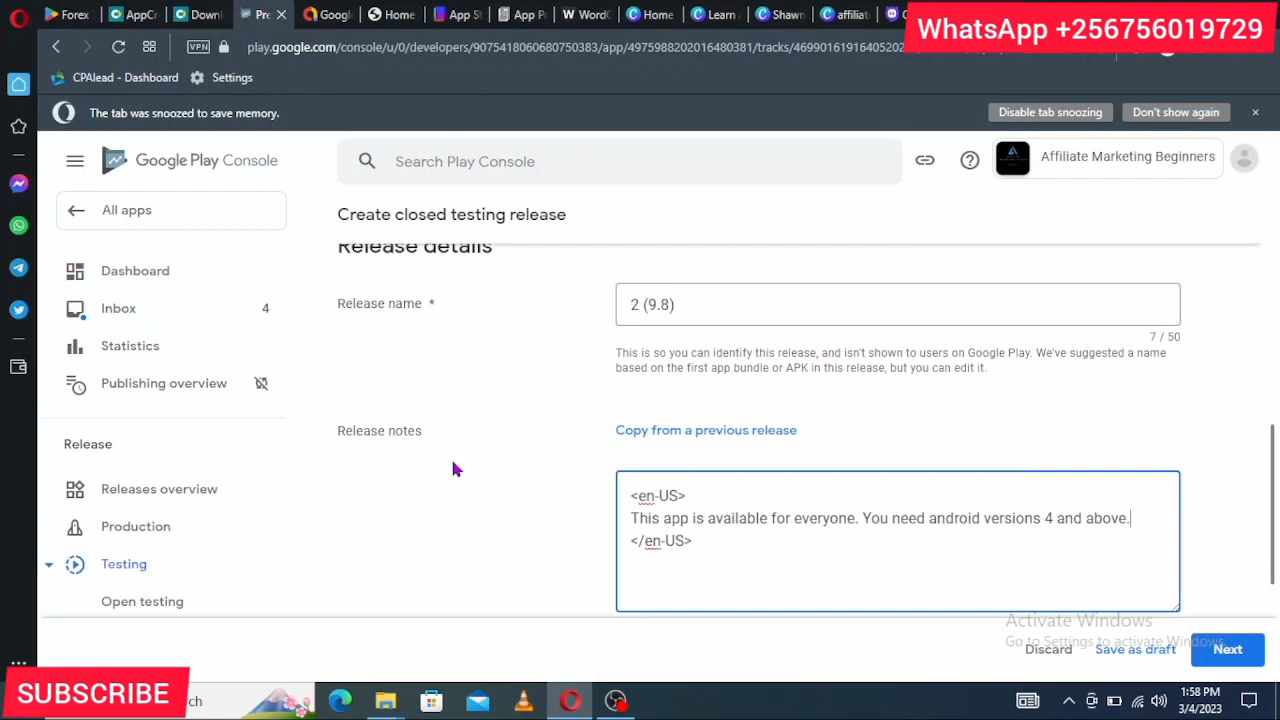 Forex
AppCr
Downl
Pre
Googl
Home
App St
App P
WordC
Home
Learn
Shawn
affiliat
WhatsApp +256756019729
VPN
play.google.com/console/u/0/developers/9075418060680750383/app/4975988202016480381/tracks/469901619164052022
CPAlead - Dashboard
Settings
The tab was snoozed to save memory.
Disable tab snoozing
Don't show again
Google Play Console
Search Play Console
Affiliate Marketing Beginners
All apps
Create closed testing release
Release details
Dashboard
Inbox 4
Statistics
Publishing overview
Release
Releases overview
Production
Testing
Open testing
Release name *
2 (9.8)
7 / 50
This is so you can identify this release, and isn't shown to users on Google Play. We've suggested a name
based on the first app bundle or APK in this release, but you can edit it.
Release notes
Copy from a previous release
<en-US>
This app is available for everyone. You need android versions 4 and above.
</en-US>
Activate Windows
Go to Settings to activate Windows.
Discard
Save as draft
Next
SUBSCRIBE
rch
1:58 PM
3/4/2023